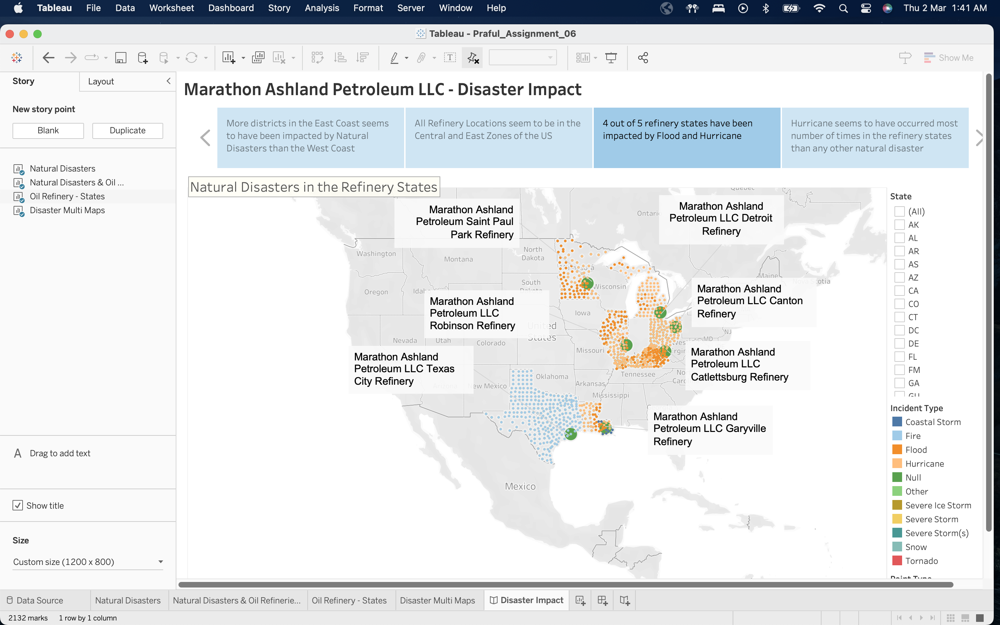 Tableau File Data Worksheet Dashboard Story Analysis Format Server Window Help Thu 2 Mar 1:41 AM
Tableau - Praful_Assignment_06
Show Me
Story
Layout
New story point
Blank
Duplicate
Natural Disasters
Natural Disasters & Oil ...
Oil Refinery - States
Disaster Multi Maps
A Drag to add text
Show title
Size
Custom size (1200 x 800)
Marathon Ashland Petroleum LLC - Disaster Impact
More districts in the East Coast seems
to have been impacted by Natural
Disasters than the West Coast
All Refinery Locations seem to be in the
Central and East Zones of the US
4 out of 5 refinery states have been
impacted by Flood and Hurricane
Hurricane seems to have occurred most
number of times in the refinery states
than any other natural disaster
Natural Disasters in the Refinery States
Quebec
Ontario
Marathon Ashland
Petroleum Saint Paul
Park Refinery
Marathon Ashland
Petroleum LLC Detroit
Refinery
Washington
Montana
North
Dakota
Maine
Oregon
South
Dakota
Wisconsin
Marathon Ashland
Petroleum LLC Canton
Refinery
Marathon Ashland
Petroleum LLC
Robinson Refinery
Iowa
United
States
NJ
MD
Nevada
Utah
Colorado
Missouri
Marathon Ashland
Petroleum LLC Texas
City Refinery
Marathon Ashland
Petroleum LLC
Catlettsburg Refinery
Tennessee
Oklahoma
Arkansas
Arizona
New Mexico
Mississippi
Georgia
Marathon Ashland
Petroleum LLC Garyville
Refinery
Mexico
State
(All)
AK
AL
AR
AS
AZ
CA
CO
CT
DC
DE
FL
FM
GA
Incident Type
Coastal Storm
Fire
Flood
Hurricane
Null
Other
Severe Ice Storm
Severe Storm
Severe Storm(s)
Snow
Tornado
Data Source
Natural Disasters
Natural Disasters & Oil Refinerie...
Oil Refinery - States
Disaster Multi Maps
Disaster Impact
2132 marks 1 row by 1 column